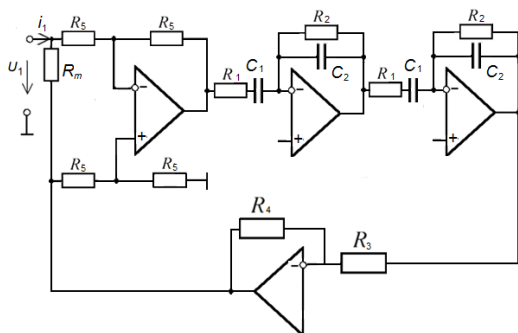 i₁ R₅ R₅ R₂ R₂
U₁ Rₘ R₁ C₁ C₂ R₁ C₁ C₂
− − −
+ + +
R₅ R₅
R₄
− R₃